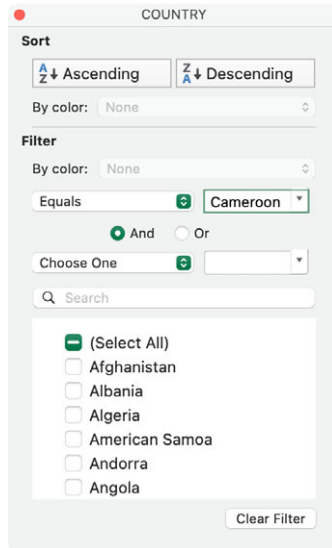 COUNTRY
Sort
A Z Ascending
Z A Descending
By color: None
Filter
By color: None
Equals Cameroon
And Or
Choose One
Search
(Select All)
Afghanistan
Albania
Algeria
American Samoa
Andorra
Angola
Clear Filter